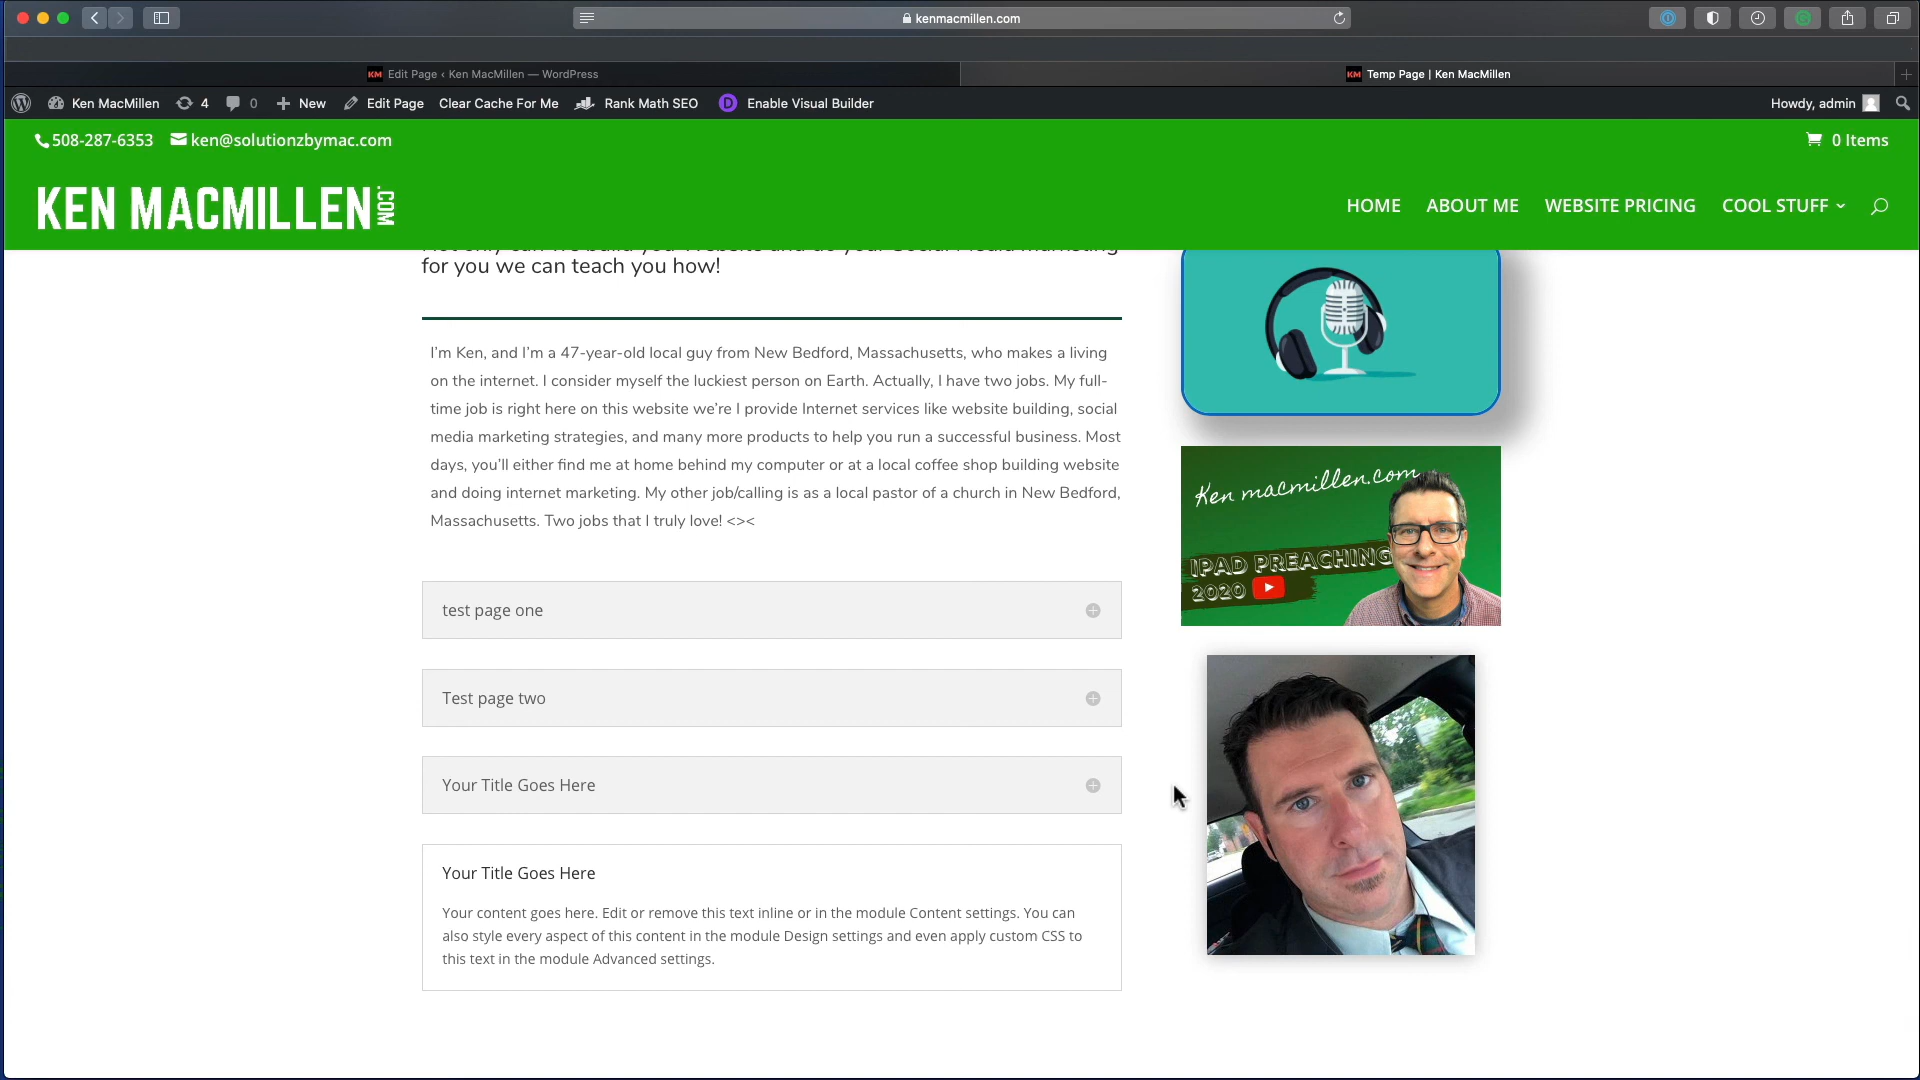 kenmacmillen.com
KM Edit Page ‹ Ken MacMillen — WordPress
KM Temp Page | Ken MacMillen
Ken MacMillen 4 0 New Edit Page Clear Cache For Me Rank Math SEO D Enable Visual Builder Howdy, admin
508-287-6353 ken@solutionzbymac.com 0 Items
KEN MACMILLEN.COM
HOME ABOUT ME WEBSITE PRICING COOL STUFF
Not only can we build you Website and do your Social Media Marketing
for you we can teach you how!
I'm Ken, and I'm a 47-year-old local guy from New Bedford, Massachusetts, who makes a living
on the internet. I consider myself the luckiest person on Earth. Actually, I have two jobs. My full-
time job is right here on this website we're I provide Internet services like website building, social
media marketing strategies, and many more products to help you run a successful business. Most
days, you'll either find me at home behind my computer or at a local coffee shop building website
and doing internet marketing. My other job/calling is as a local pastor of a church in New Bedford,
Massachusetts. Two jobs that I truly love! <><
test page one
Test page two
Your Title Goes Here
Your Title Goes Here
Your content goes here. Edit or remove this text inline or in the module Content settings. You can
also style every aspect of this content in the module Design settings and even apply custom CSS to
this text in the module Advanced settings.
Ken macmillen.com
IPAD PREACHING
2020